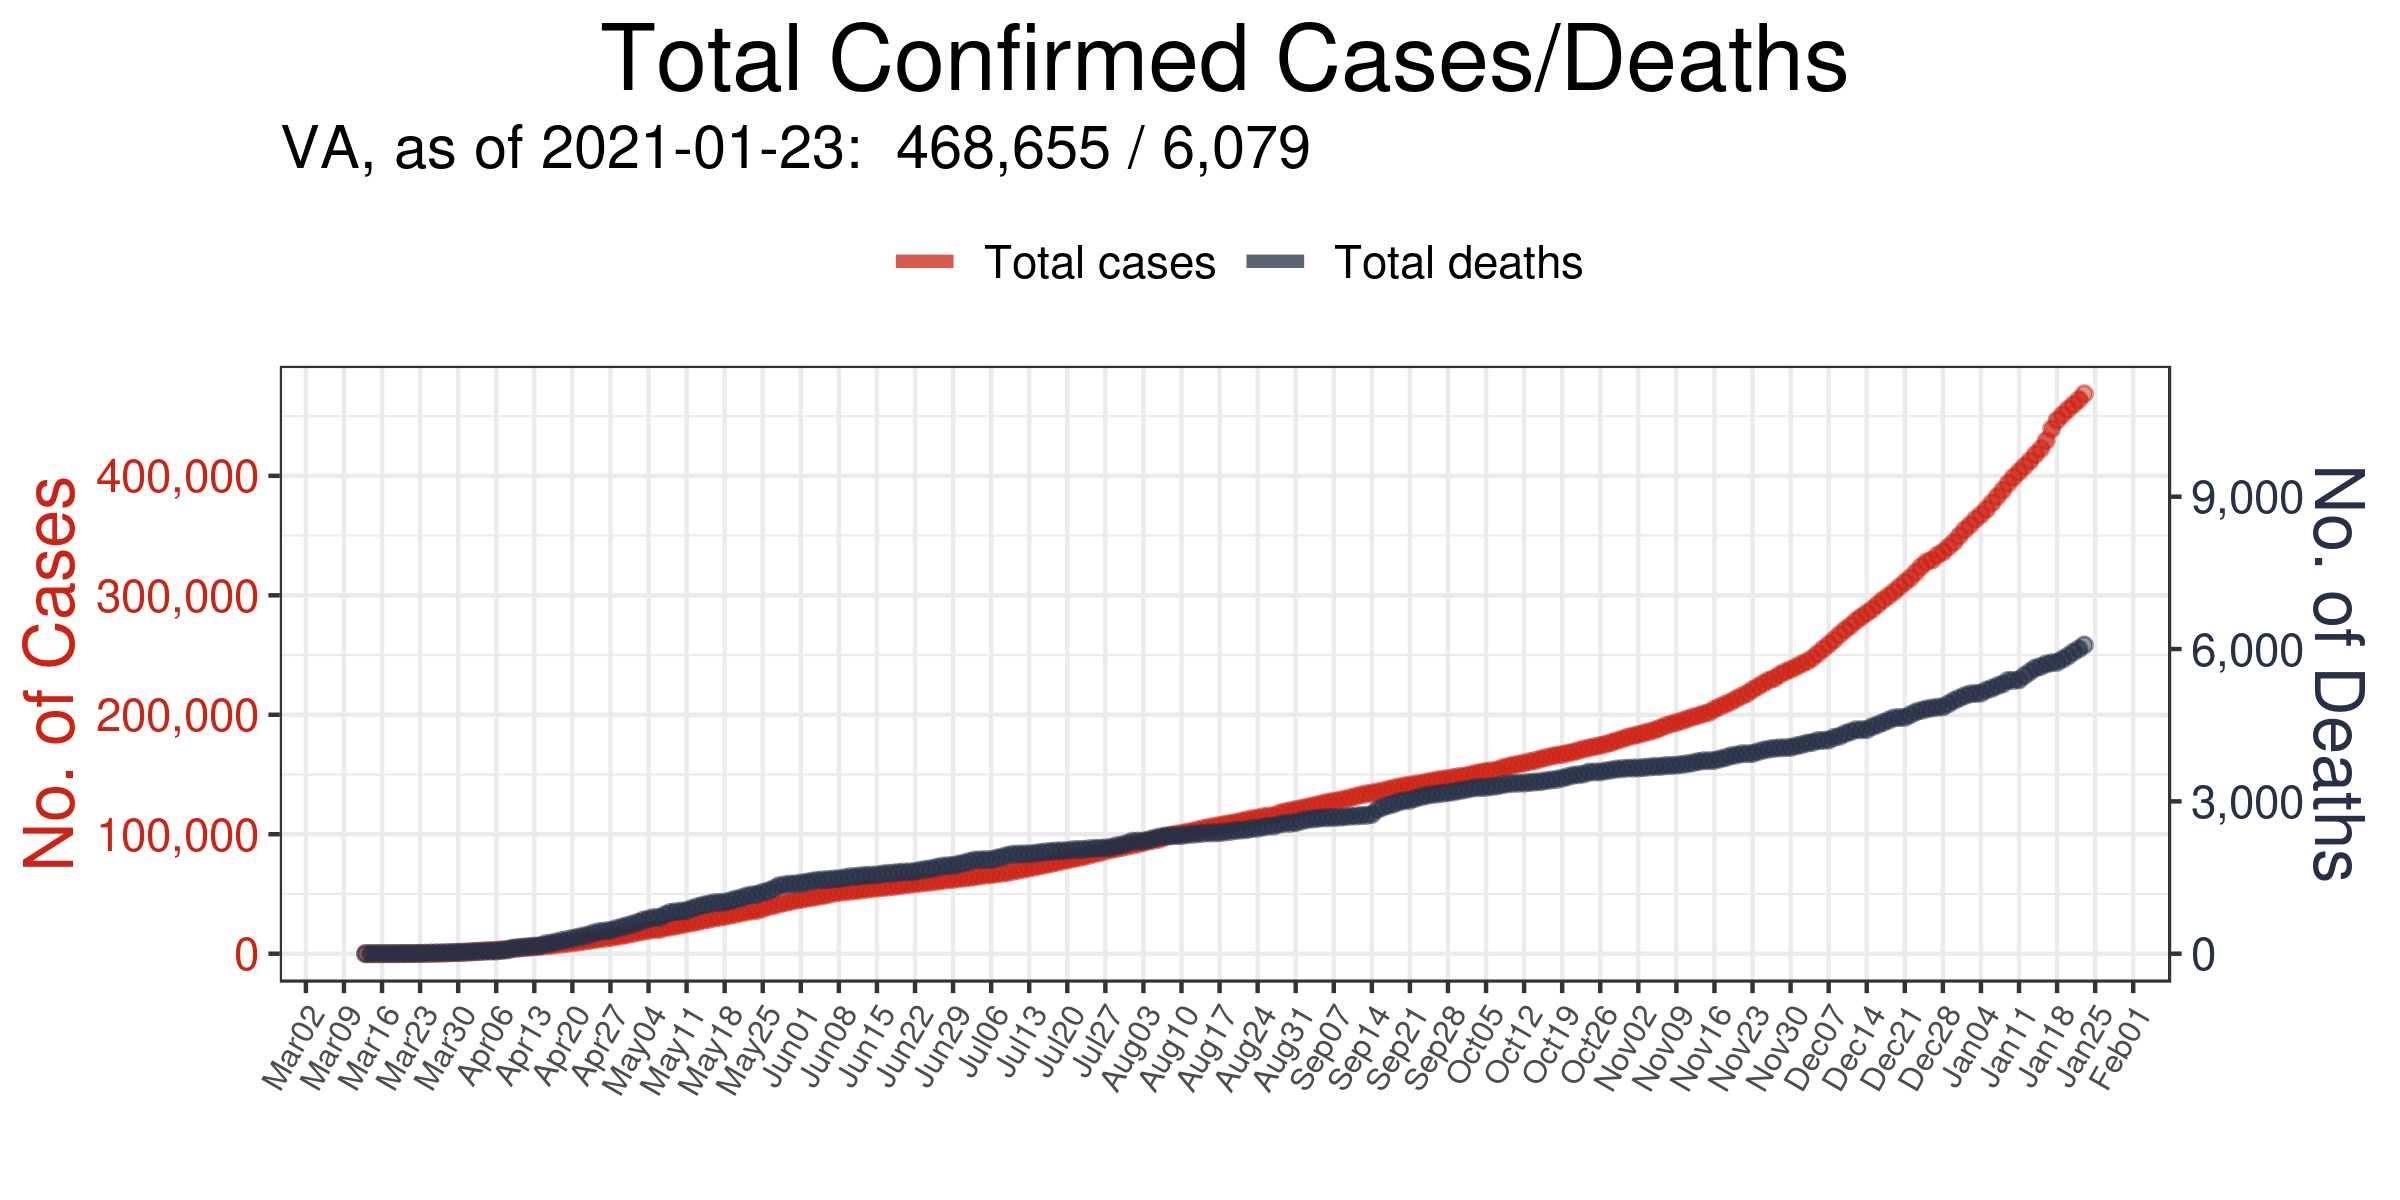 Total Confirmed Cases/Deaths
VA, as of 2021-01-23:  468,655 / 6,079
Total cases
Total deaths
No. of Cases
400,000
300,000
200,000
100,000
0
9,000
6,000
3,000
0
No. of Deaths
Mar02
Mar09
Mar16
Mar23
Mar30
Apr06
Apr13
Apr20
Apr27
May04
May11
May18
May25
Jun01
Jun08
Jun15
Jun22
Jun29
Jul06
Jul13
Jul20
Jul27
Aug03
Aug10
Aug17
Aug24
Aug31
Sep07
Sep14
Sep21
Sep28
Oct05
Oct12
Oct19
Oct26
Nov02
Nov09
Nov16
Nov23
Nov30
Dec07
Dec14
Dec21
Dec28
Jan04
Jan11
Jan18
Jan25
Feb01